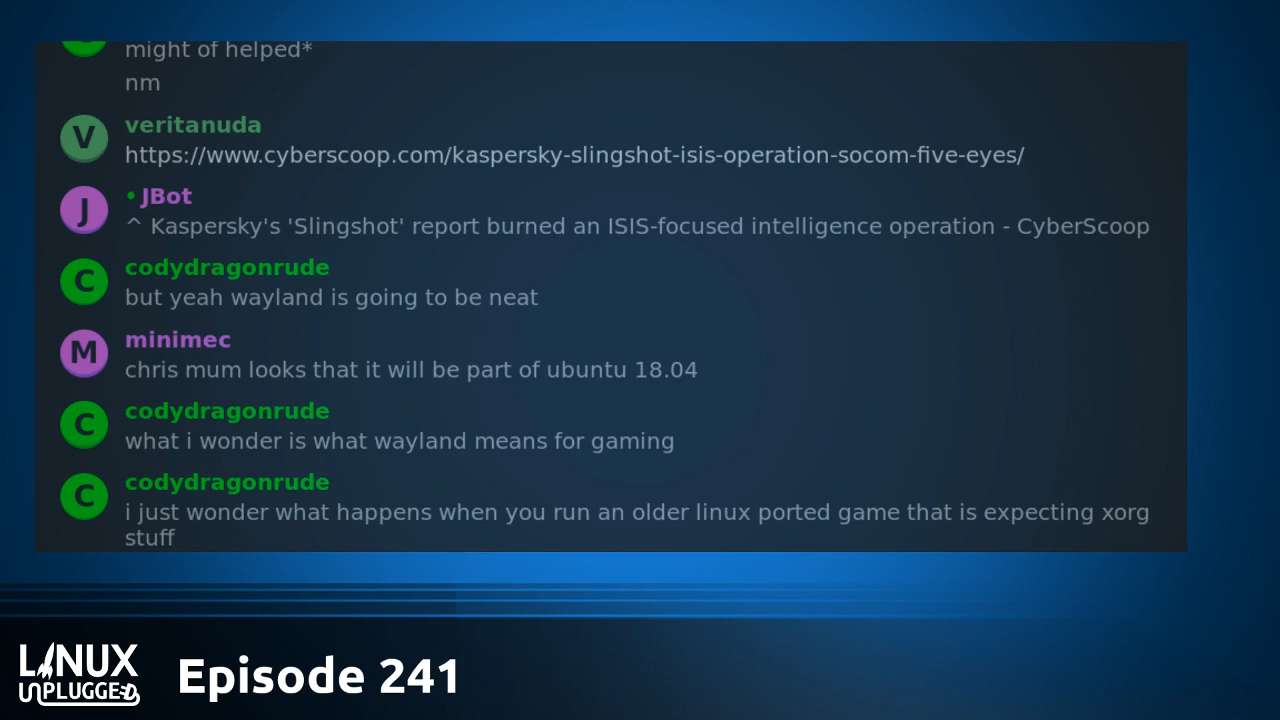 might of helped*
nm
V
veritanuda
https://www.cyberscoop.com/kaspersky-slingshot-isis-operation-socom-five-eyes/
J
• JBot
^ Kaspersky's 'Slingshot' report burned an ISIS-focused intelligence operation - CyberScoop
C
codydragonrude
but yeah wayland is going to be neat
M
minimec
chris mum looks that it will be part of ubuntu 18.04
C
codydragonrude
what i wonder is what wayland means for gaming
C
codydragonrude
i just wonder what happens when you run an older linux ported game that is expecting xorg
stuff
LINUX
UNPLUGGED
Episode 241